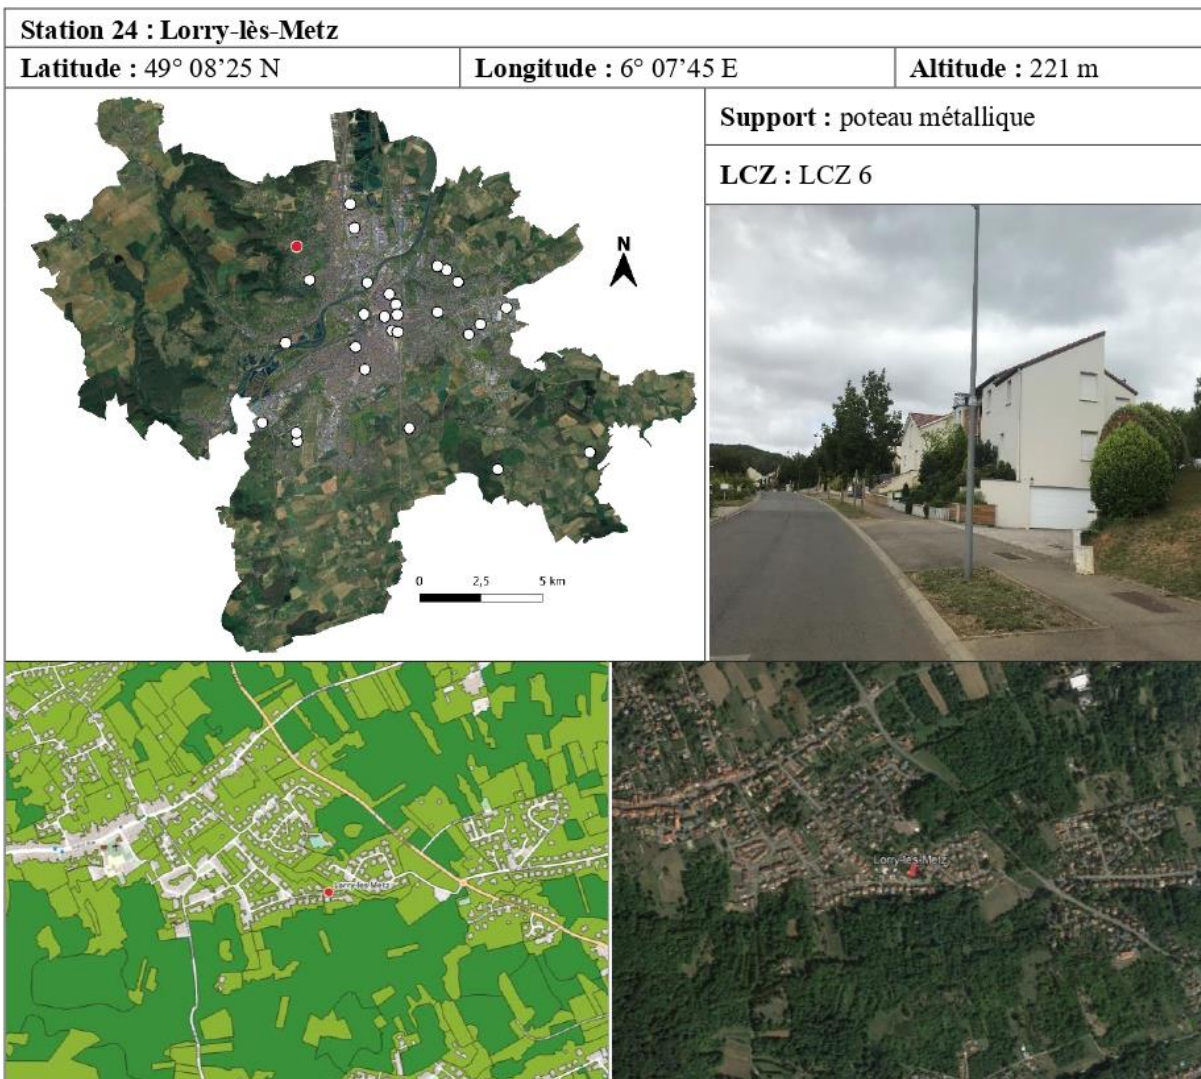 Station 24 : Lorry-lès-Metz
Latitude : 49° 08’25 N
Longitude : 6° 07’45 E
Altitude : 221 m
Support : poteau métallique
LCZ : LCZ 6
N
0 2,5 5 km
Lorry-lès-Metz
Lorry-lès-Metz